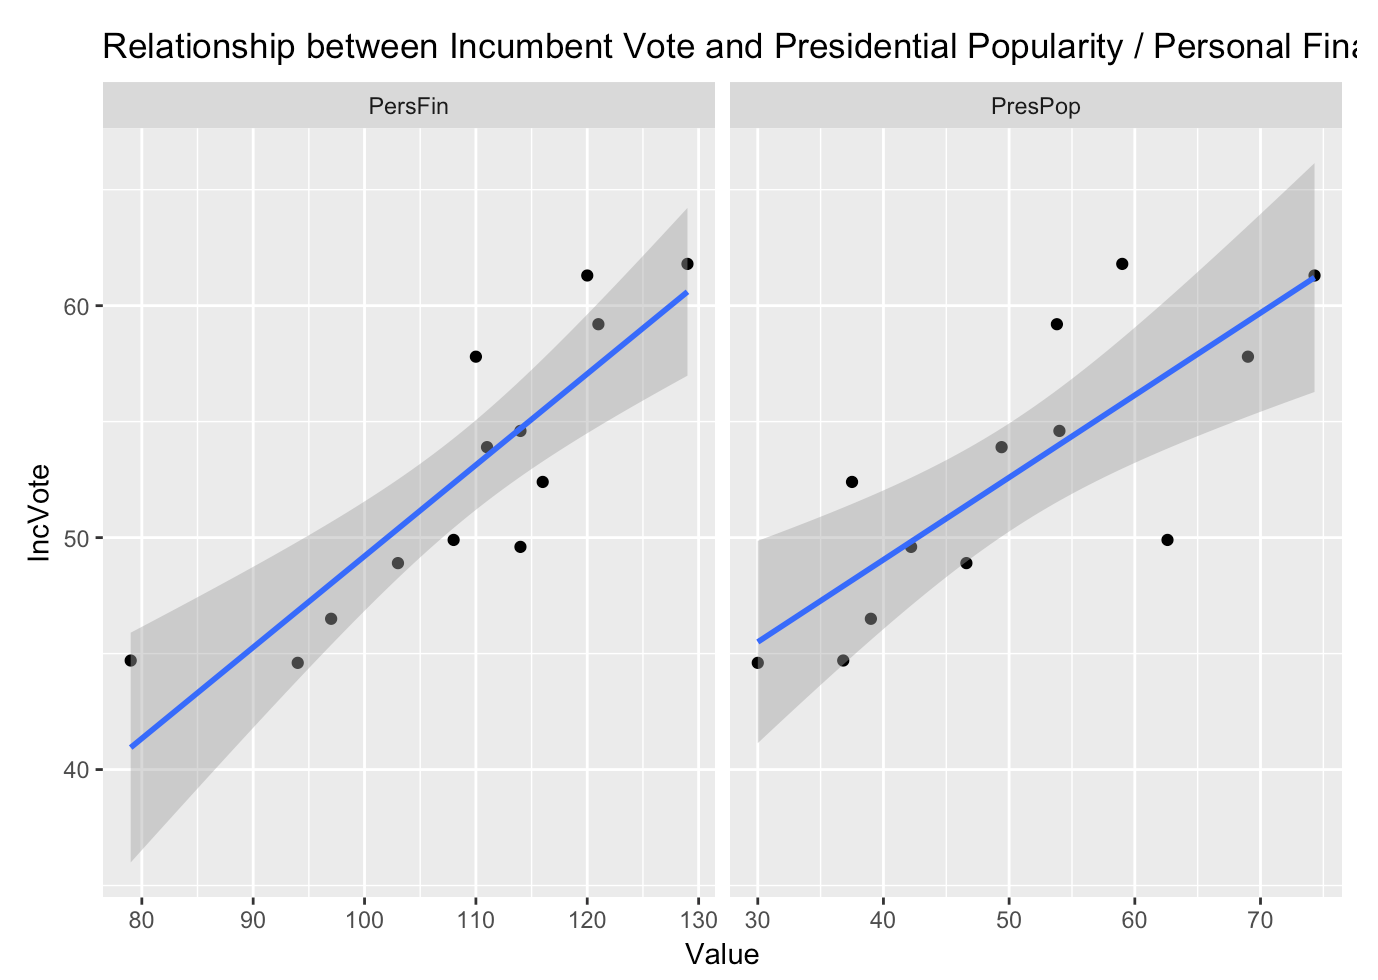 Relationship between Incumbent Vote and Presidential Popularity / Personal Fina
PersFin
PresPop
IncVote
60
50
40
80 90 100 110 120 130 30 40 50 60 70
Value